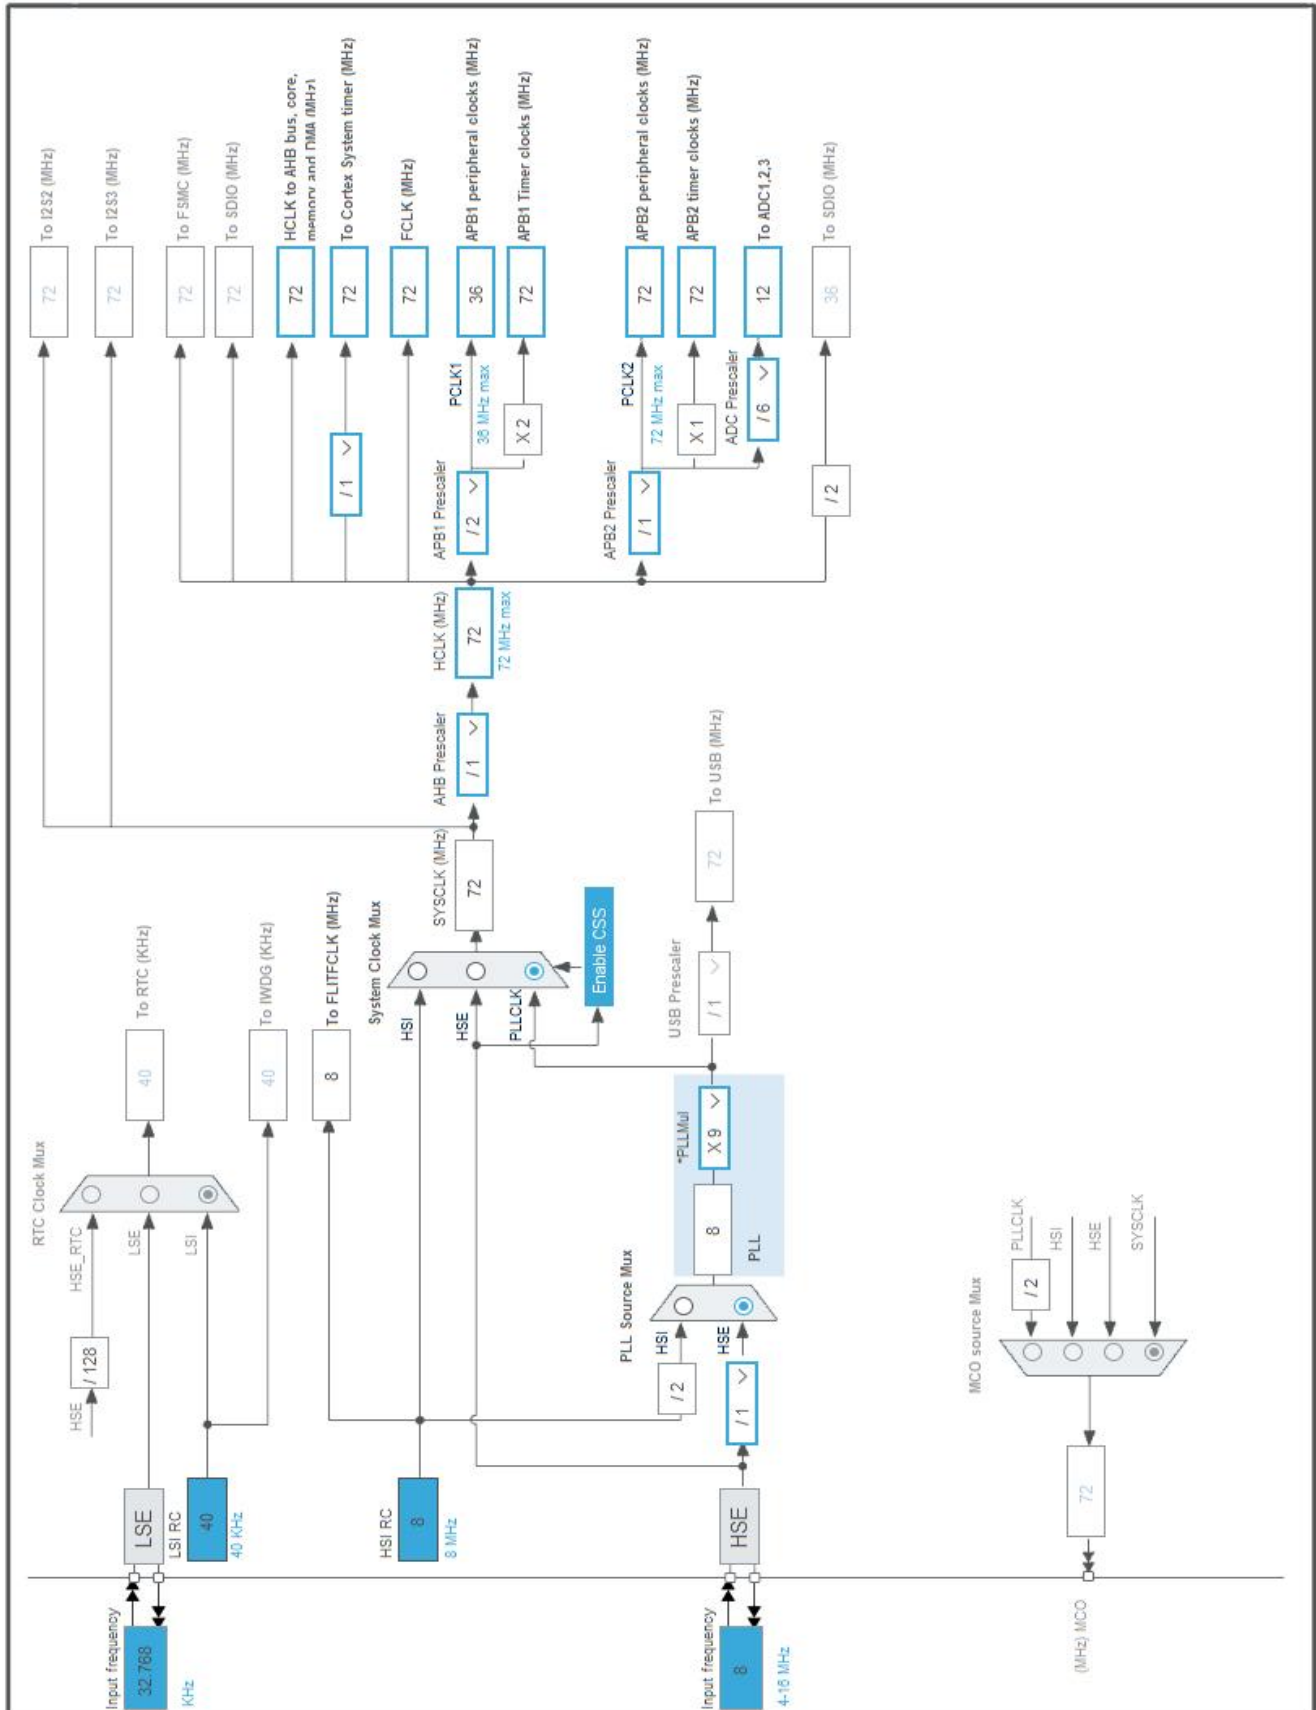 RTC Clock Mux
72
To I2S2 (MHz)
HSE
/ 128
HSE_RTC
72
To I2S3 (MHz)
Input frequency
32.768
KHz
LSE
LSE
40
To RTC (KHz)
LSI RC
40
40 KHz
LSI
72
To FSMC (MHz)
72
To SDIO (MHz)
40
To IWDG (KHz)
HCLK to AHB bus, core,
memory and DMA (MHz)
72
8
To FLITFCLK (MHz)
/ 1
72
To Cortex System timer (MHz)
System Clock Mux
HSI RC
8
8 MHz
HSI
72
FCLK (MHz)
HSE
PLLCLK
SYSCLK (MHz)
72
AHB Prescaler
/ 1
HCLK (MHz)
72
72 MHz max
APB1 Prescaler
/ 2
PCLK1
36 MHz max
36
APB1 peripheral clocks (MHz)
X 2
72
APB1 Timer clocks (MHz)
Enable CSS
PLL Source Mux
HSI
/ 2
HSE
/ 1
Input frequency
8
4-16 MHz
HSE
8
*PLLMul
X 9
PLL
USB Prescaler
/ 1
72
To USB (MHz)
APB2 Prescaler
/ 1
PCLK2
72 MHz max
72
APB2 peripheral clocks (MHz)
X 1
72
APB2 timer clocks (MHz)
ADC Prescaler
/ 6
12
To ADC1,2,3
/ 2
36
To SDIO (MHz)
MCO source Mux
/ 2
PLLCLK
HSI
HSE
SYSCLK
72
(MHz) MCO